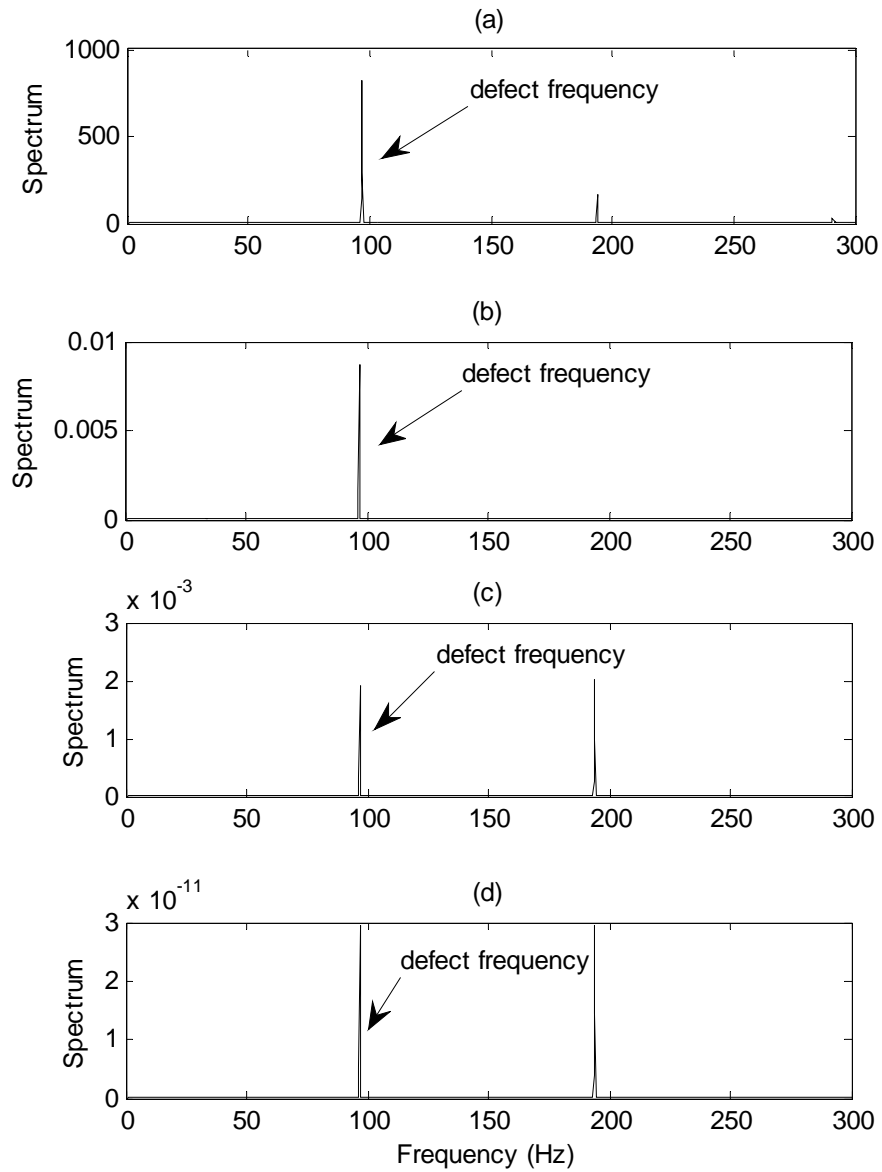 (a)
1000
500
0
Spectrum
defect frequency
0 50 100 150 200 250 300
(b)
0.01
0.005
0
Spectrum
defect frequency
0 50 100 150 200 250 300
x 10-3
(c)
3
2
1
0
Spectrum
defect frequency
0 50 100 150 200 250 300
x 10-11
(d)
3
2
1
0
Spectrum
defect frequency
0 50 100 150 200 250 300
Frequency (Hz)